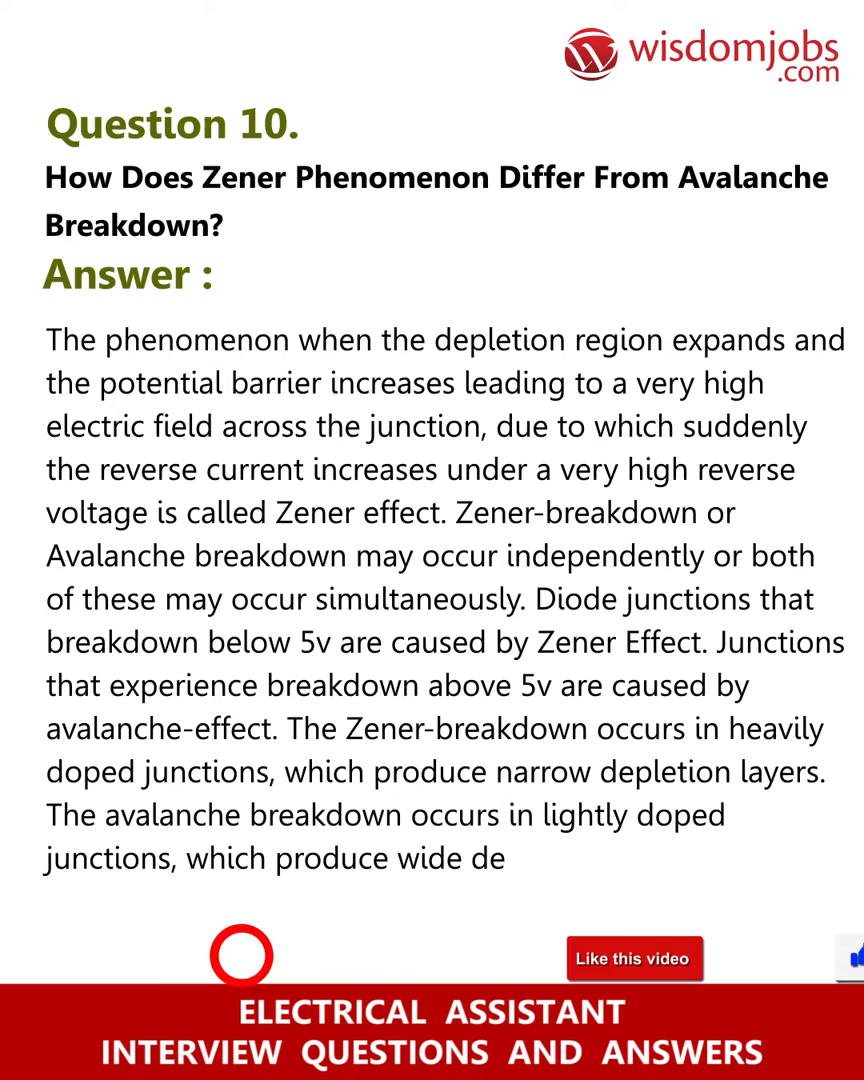 wisdomjobs
.com
Question 10.
How Does Zener Phenomenon Differ From Avalanche
Breakdown?
Answer :
The phenomenon when the depletion region expands and
the potential barrier increases leading to a very high
electric field across the junction, due to which suddenly
the reverse current increases under a very high reverse
voltage is called Zener effect. Zener-breakdown or
Avalanche breakdown may occur independently or both
of these may occur simultaneously. Diode junctions that
breakdown below 5v are caused by Zener Effect. Junctions
that experience breakdown above 5v are caused by
avalanche-effect. The Zener-breakdown occurs in heavily
doped junctions, which produce narrow depletion layers.
The avalanche breakdown occurs in lightly doped
junctions, which produce wide de
Like this video
ELECTRICAL ASSISTANT
INTERVIEW QUESTIONS AND ANSWERS